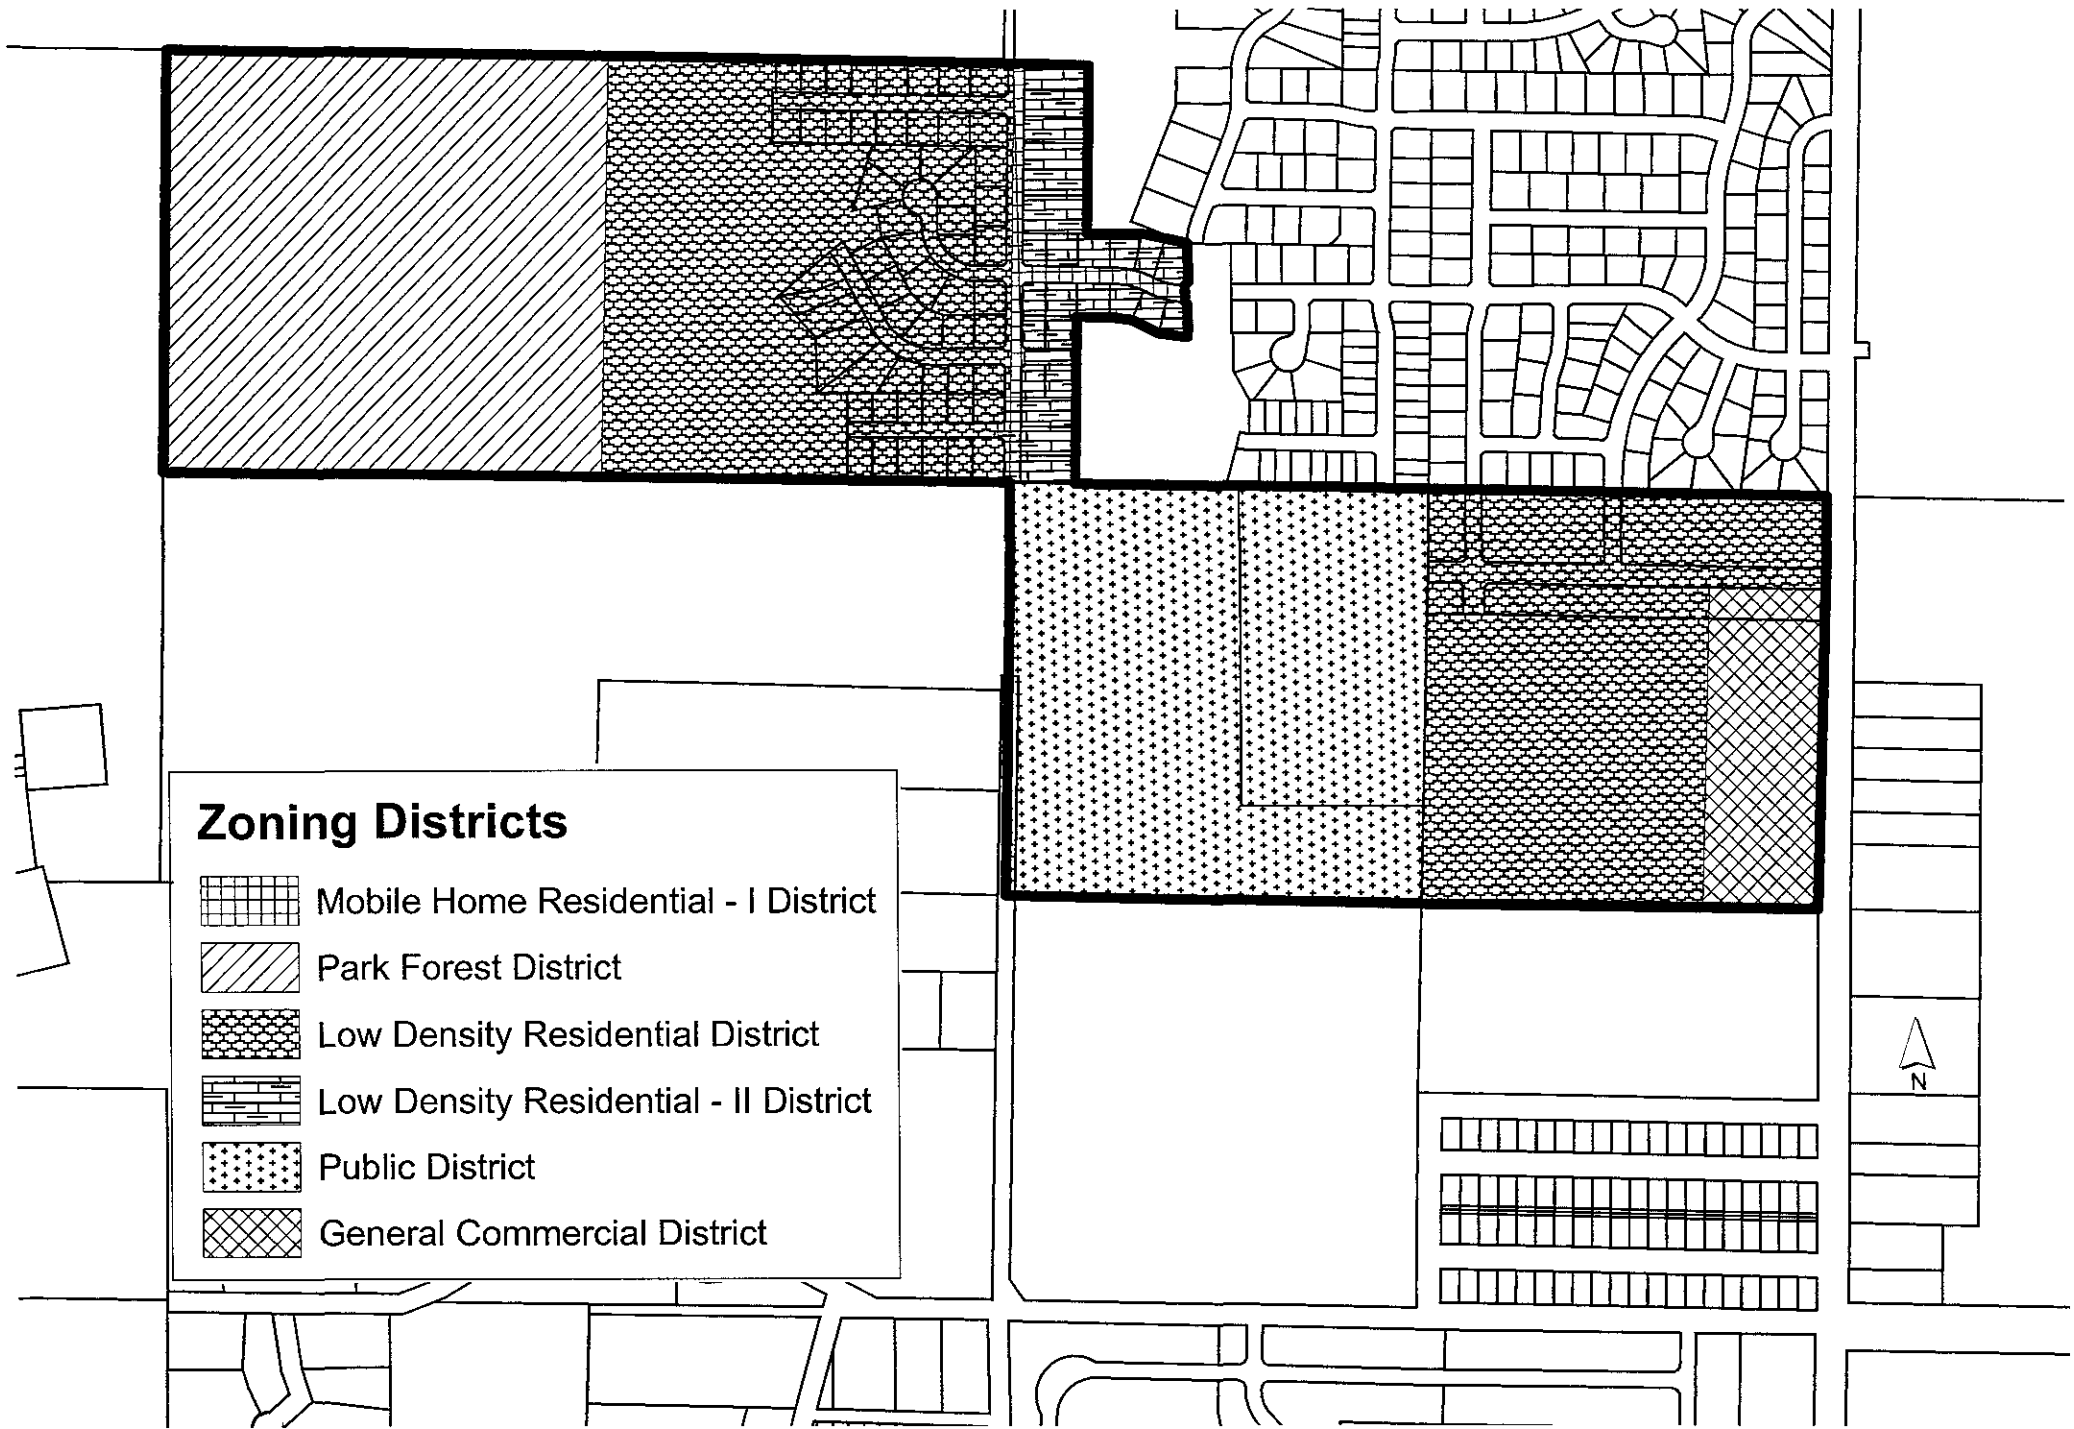 Zoning Districts
Mobile Home Residential - I District
Park Forest District
Low Density Residential District
Low Density Residential - II District
Public District
General Commercial District
N